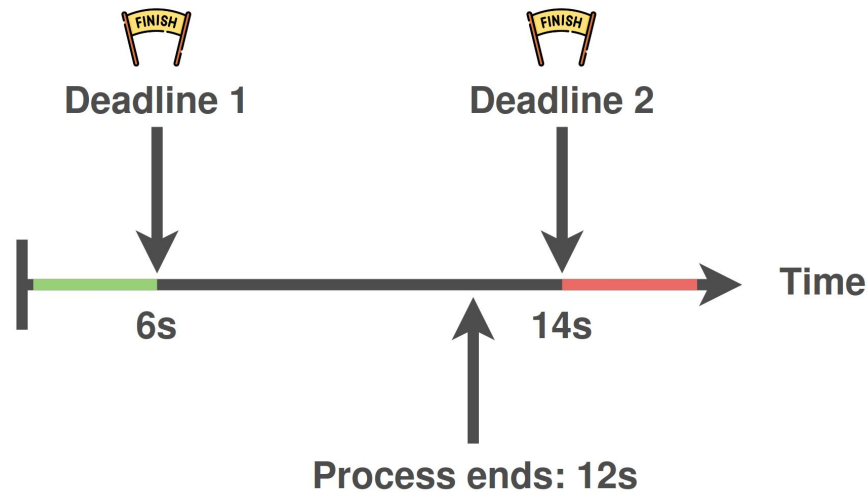 FINISH
FINISH
Deadline 1
Deadline 2
Time
6s
14s
Process ends: 12s